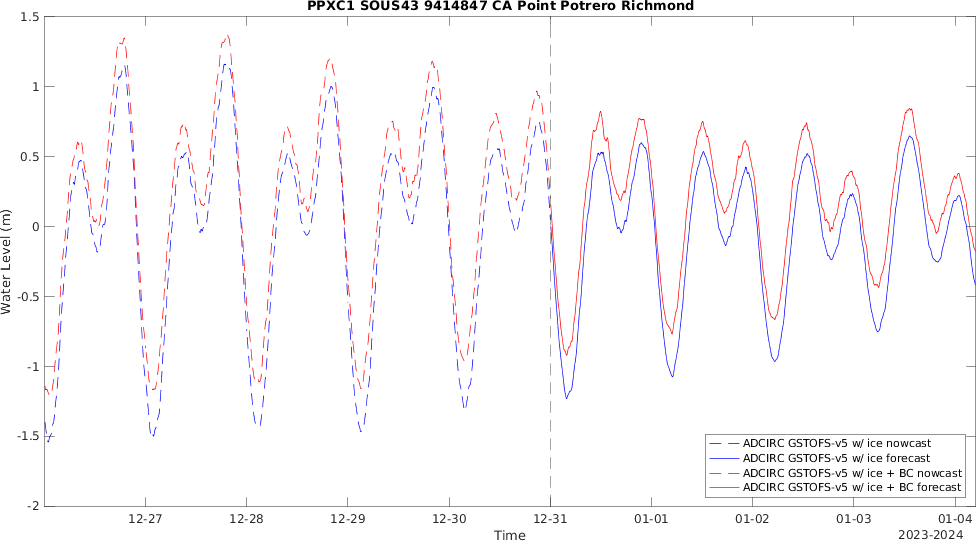 PPXC1 SOUS43 9414847 CA Point Potrero Richmond
1.5
1
0.5
0
-0.5
-1
-1.5
-2
Water Level (m)
12-27 12-28 12-29 12-30 12-31 01-01 01-02 01-03 01-04
Time
2023-2024
ADCIRC GSTOFS-v5 w/ ice nowcast
ADCIRC GSTOFS-v5 w/ ice forecast
ADCIRC GSTOFS-v5 w/ ice + BC nowcast
ADCIRC GSTOFS-v5 w/ ice + BC forecast